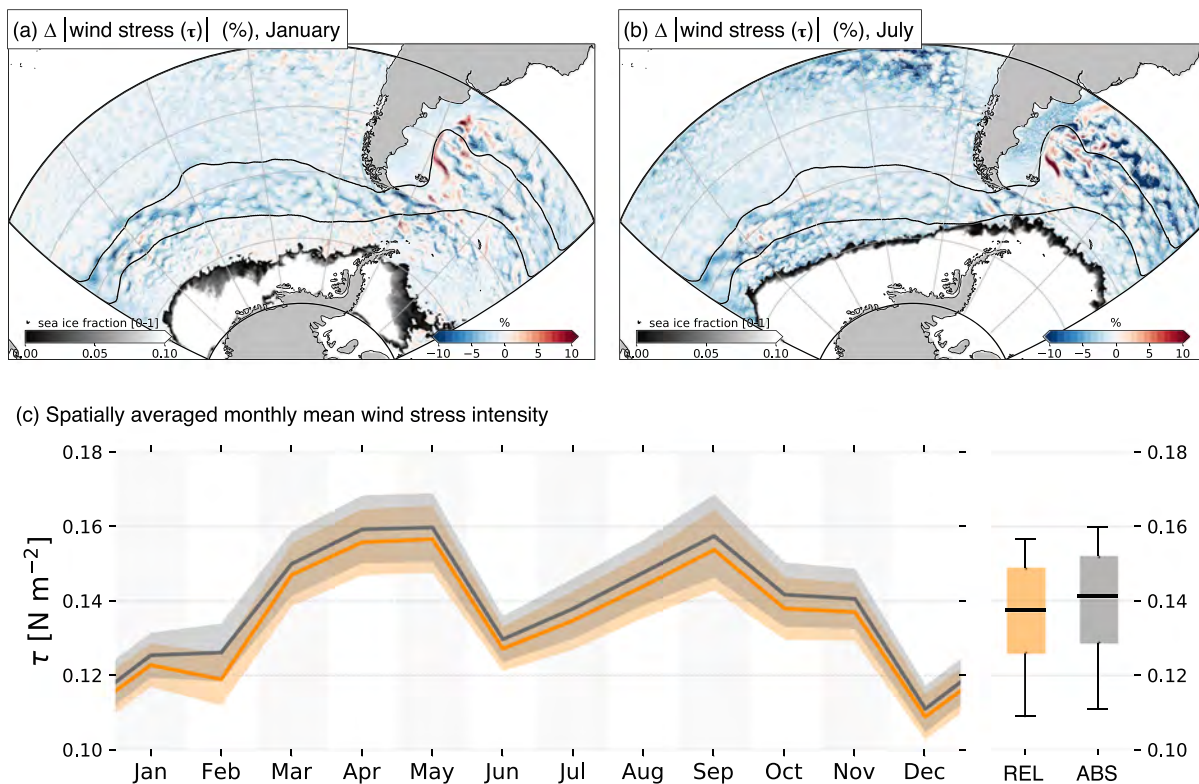 (a) Δ |wind stress (τ)| (%), January
(b) Δ |wind stress (τ)| (%), July
sea ice fraction [0-1]
0.00 0.05 0.10
%
−10 −5 0 5 10
sea ice fraction [0-1]
0.00 0.05 0.10
%
−10 −5 0 5 10
(c) Spatially averaged monthly mean wind stress intensity
τ [N m⁻²]
0.18
0.16
0.14
0.12
0.10
Jan Feb Mar Apr May Jun Jul Aug Sep Oct Nov Dec
0.18
0.16
0.14
0.12
0.10
REL ABS